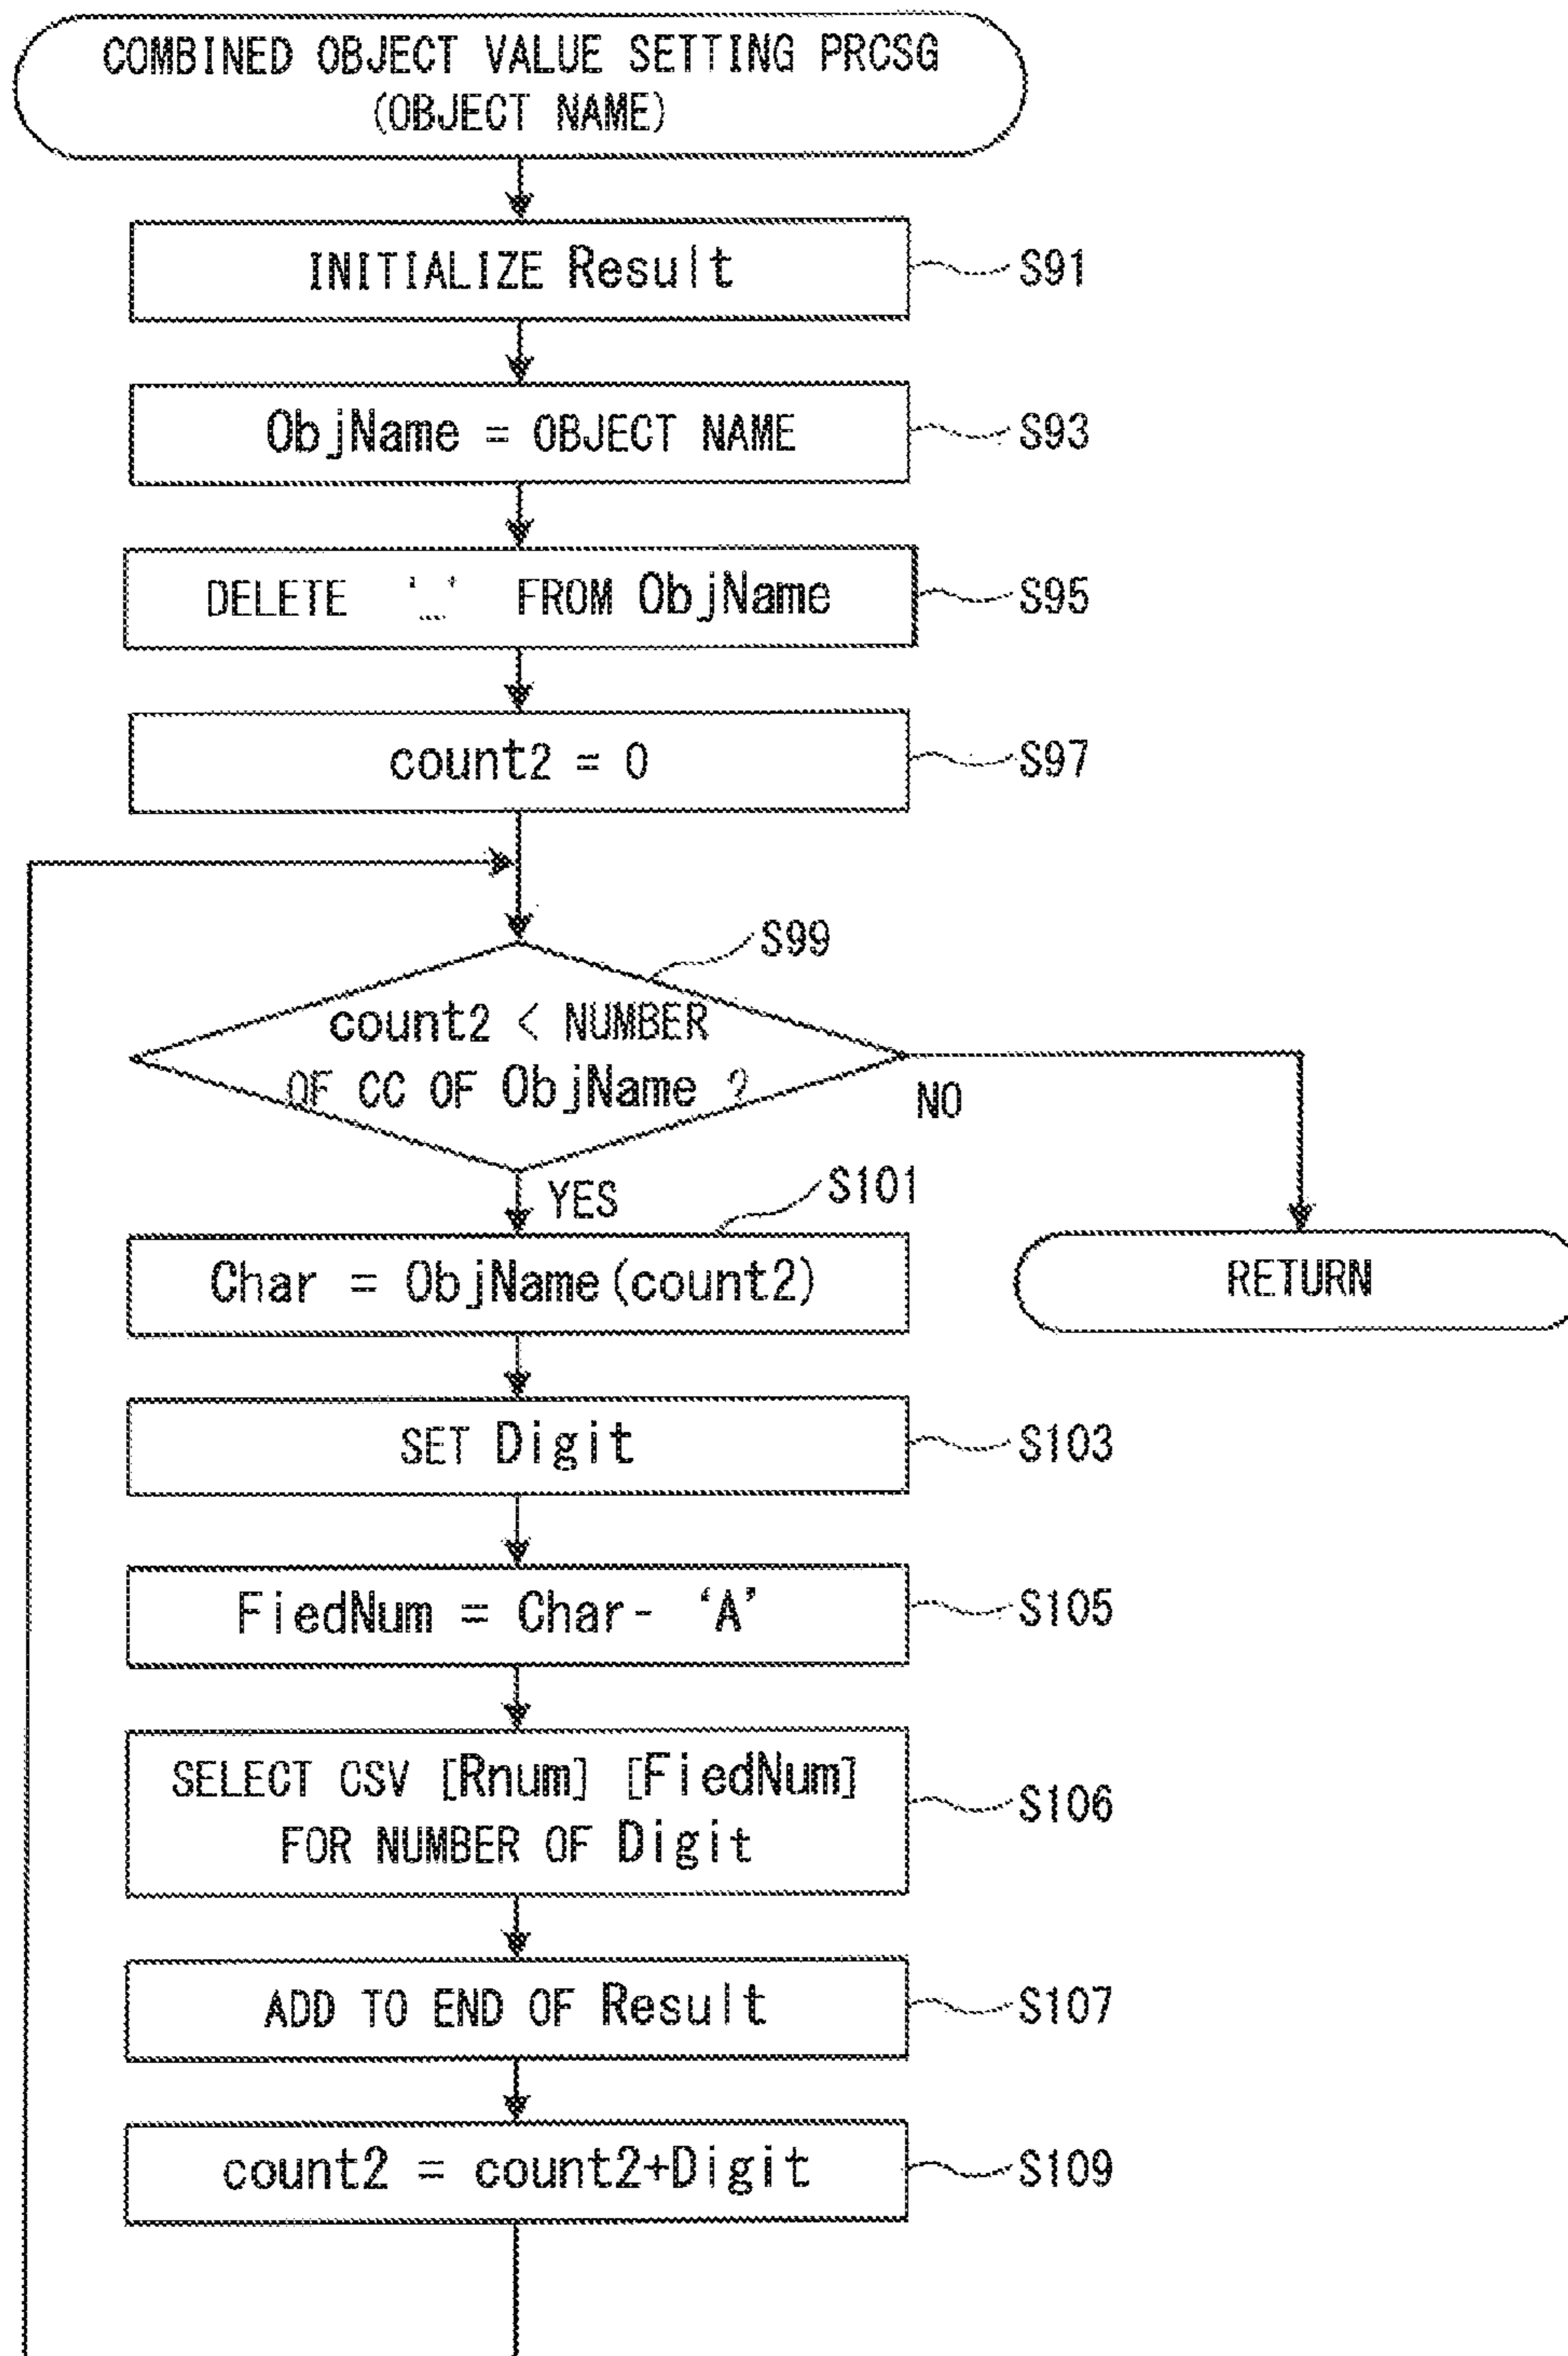 COMBINED OBJECT VALUE SETTING PRCSG
(OBJECT NAME)
INITIALIZE Result
S91
ObjName = OBJECT NAME
S93
DELETE '_' FROM ObjName
S95
count2 = 0
S97
S99
count2 < NUMBER
OF CC OF ObjName ?
NO
YES
S101
Char = ObjName(count2)
RETURN
SET Digit
S103
FiedNum = Char- 'A'
S105
SELECT CSV [Rnum] [FiedNum]
FOR NUMBER OF Digit
S106
ADD TO END OF Result
S107
count2 = count2+Digit
S109